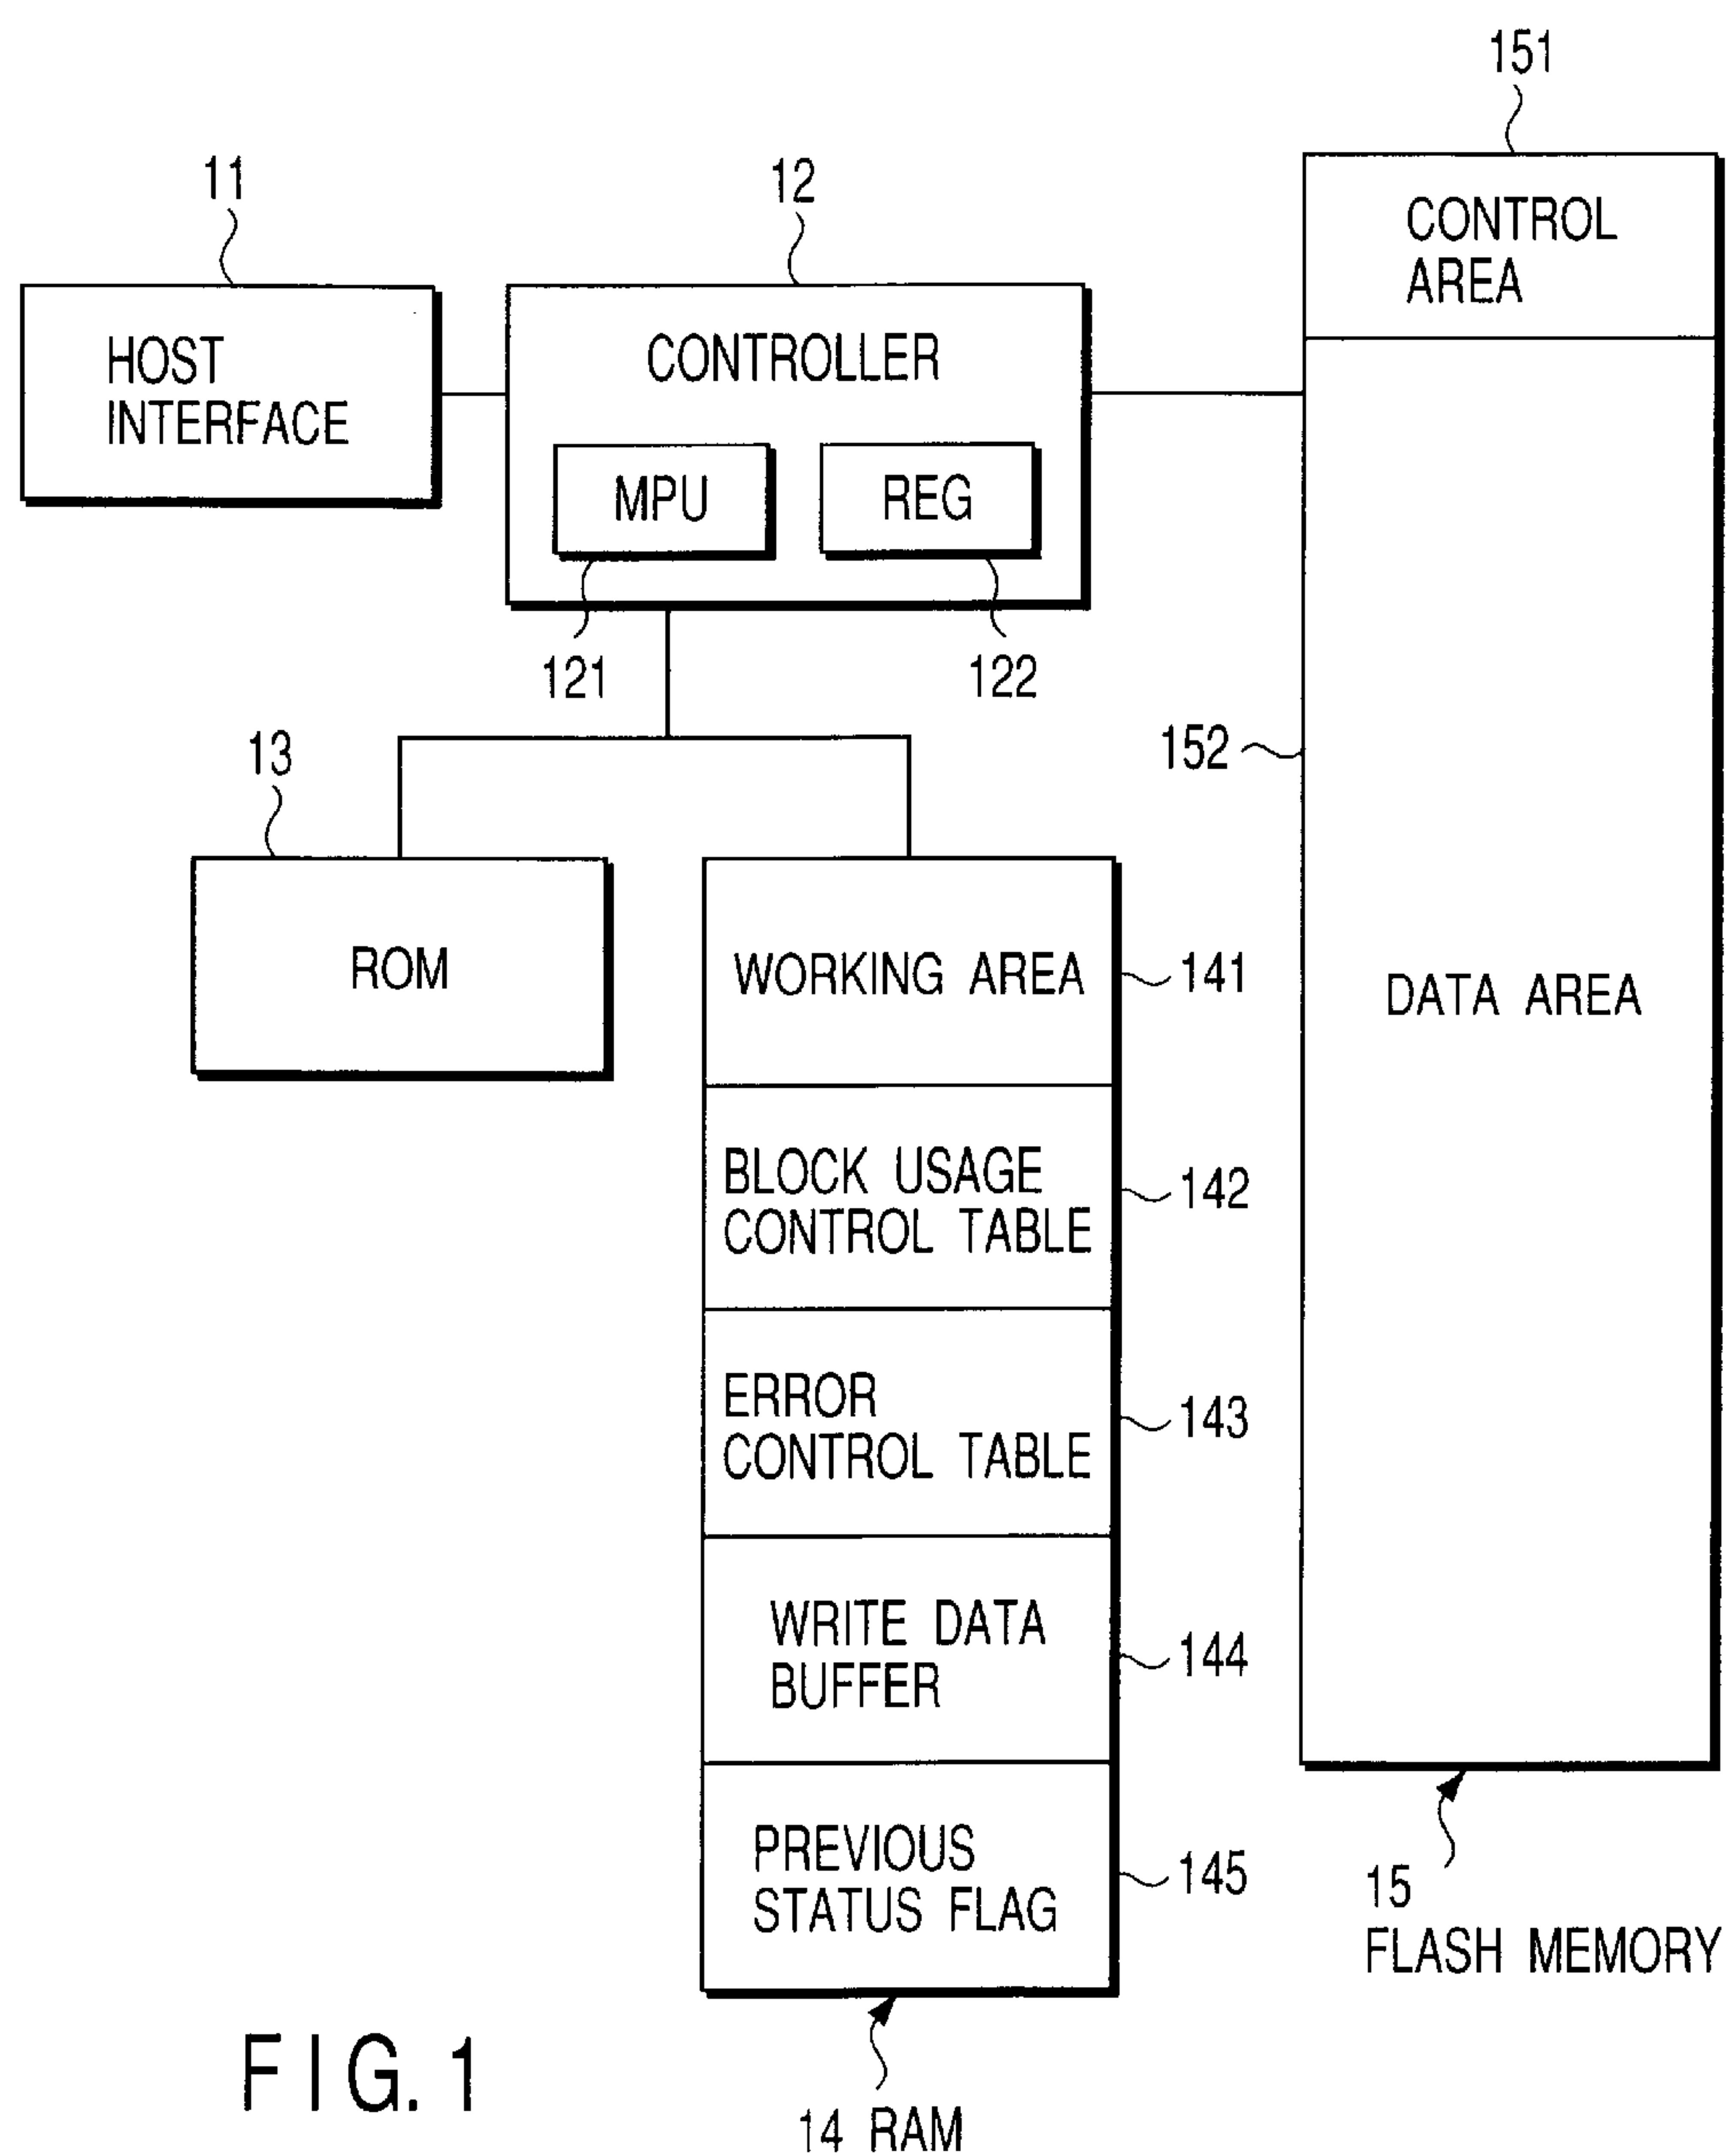 151
CONTROL
AREA
11
12
HOST
INTERFACE
CONTROLLER
MPU
REG
121
122
152
13
ROM
WORKING AREA
141
DATA AREA
BLOCK USAGE
CONTROL TABLE
142
ERROR
CONTROL TABLE
143
WRITE DATA
BUFFER
144
PREVIOUS
STATUS FLAG
145
15
FLASH MEMORY
14 RAM
FIG. 1